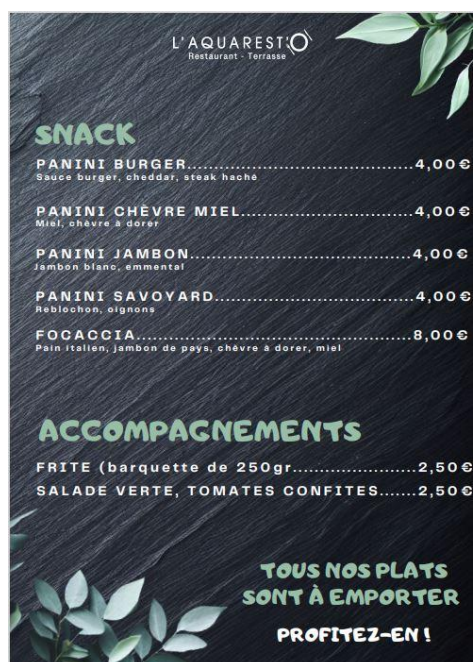 L'AQUAREST'O
Restaurant - Terrasse
SNACK
PANINI BURGER........................................4,00€
Sauce burger, cheddar, steak haché
PANINI CHÈVRE MIEL...............................4,00€
Miel, chèvre à dorer
PANINI JAMBON.......................................4,00€
Jambon blanc, emmental
PANINI SAVOYARD...................................4,00€
Reblochon, oignons
FOCACCIA................................................8,00€
Pain italien, jambon de pays, chèvre à dorer, miel
ACCOMPAGNEMENTS
FRITE (barquette de 250gr......................2,50€
SALADE VERTE, TOMATES CONFITES.......2,50€
TOUS NOS PLATS
SONT À EMPORTER
PROFITEZ-EN !